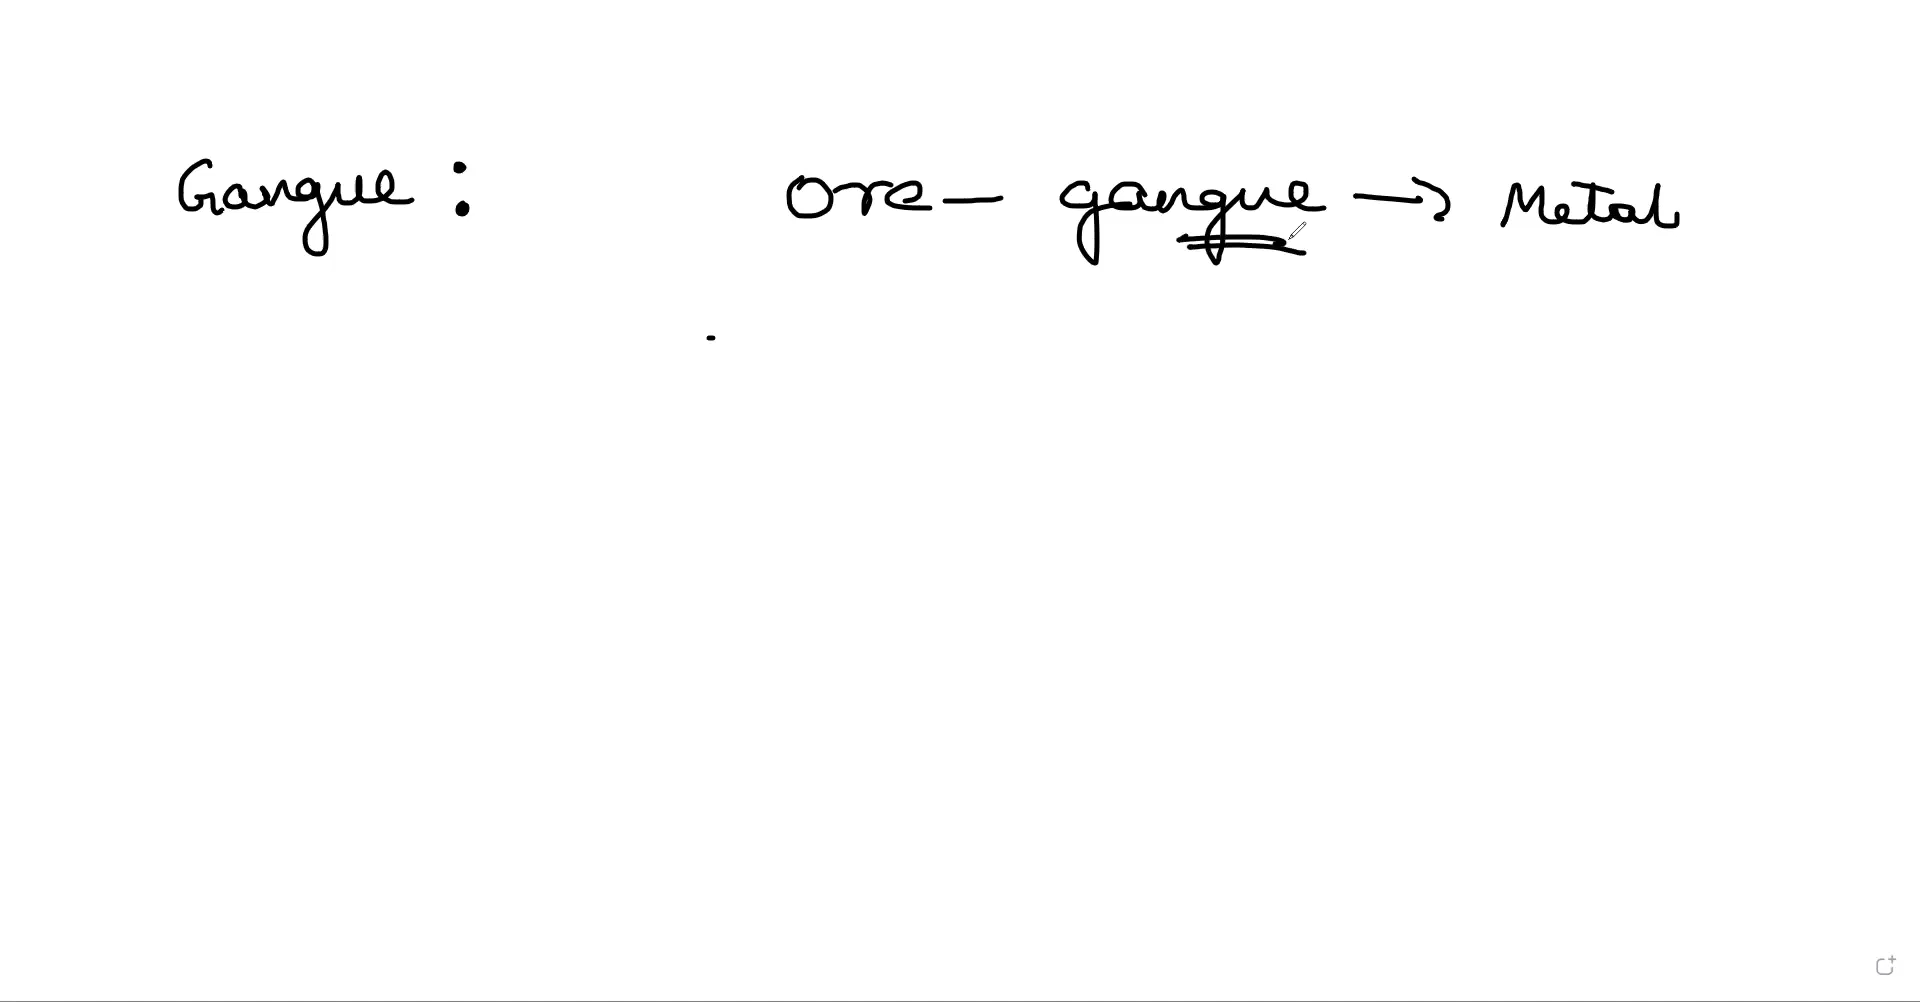 Gangue : Ore — gangue → Metal